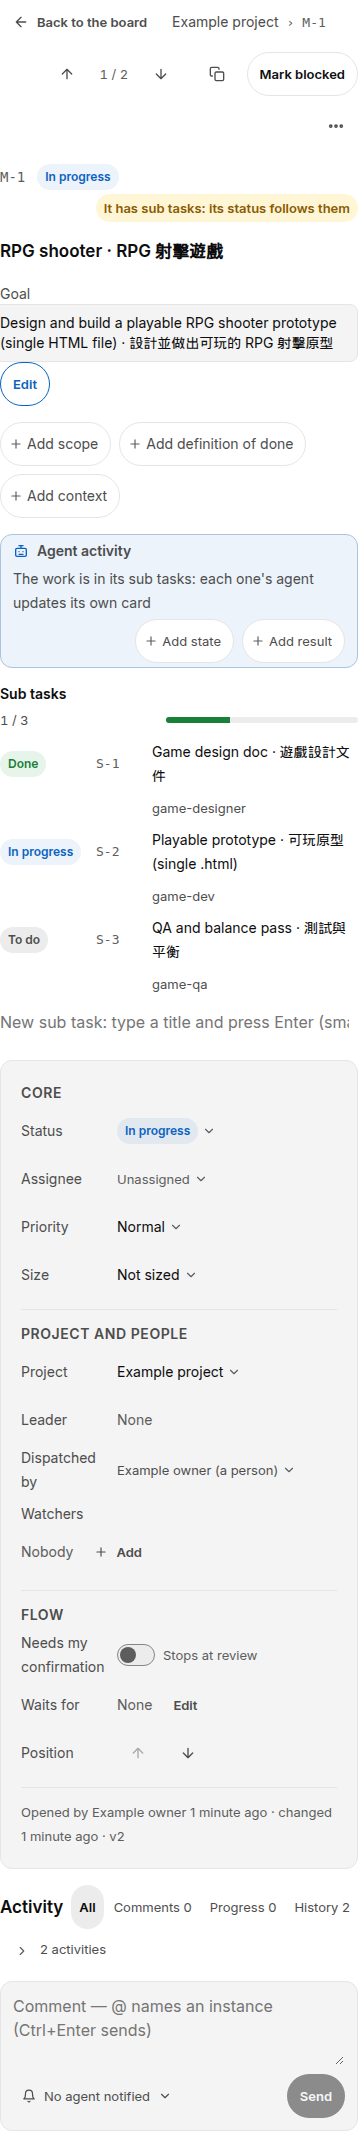 Back to the board Example project › M-1
1 / 2 Mark blocked
M-1 In progress
It has sub tasks: its status follows them
RPG shooter · RPG 射擊遊戲
Goal
Design and build a playable RPG shooter prototype
(single HTML file) · 設計並做出可玩的 RPG 射擊原型
Edit
+ Add scope + Add definition of done
+ Add context
Agent activity
The work is in its sub tasks: each one's agent
updates its own card
+ Add state + Add result
Sub tasks
1 / 3
Done S-1 Game design doc · 遊戲設計文
件
game-designer
In progress S-2 Playable prototype · 可玩原型
(single .html)
game-dev
To do S-3 QA and balance pass · 測試與
平衡
game-qa
New sub task: type a title and press Enter (sma
CORE
Status In progress
Assignee Unassigned
Priority Normal
Size Not sized
PROJECT AND PEOPLE
Project Example project
Leader None
Dispatched
by Example owner (a person)
Watchers
Nobody + Add
FLOW
Needs my
confirmation Stops at review
Waits for None Edit
Position
Opened by Example owner 1 minute ago · changed
1 minute ago · v2
Activity All Comments 0 Progress 0 History 2
2 activities
Comment — @ names an instance
(Ctrl+Enter sends)
No agent notified Send